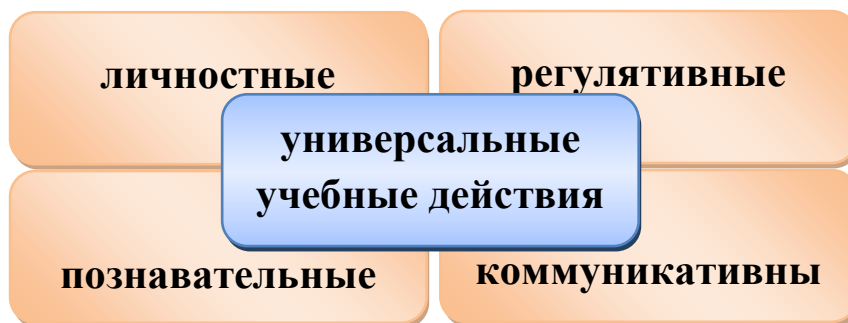 личностные
регулятивные
универсальные
учебные действия
познавательные
коммуникативны